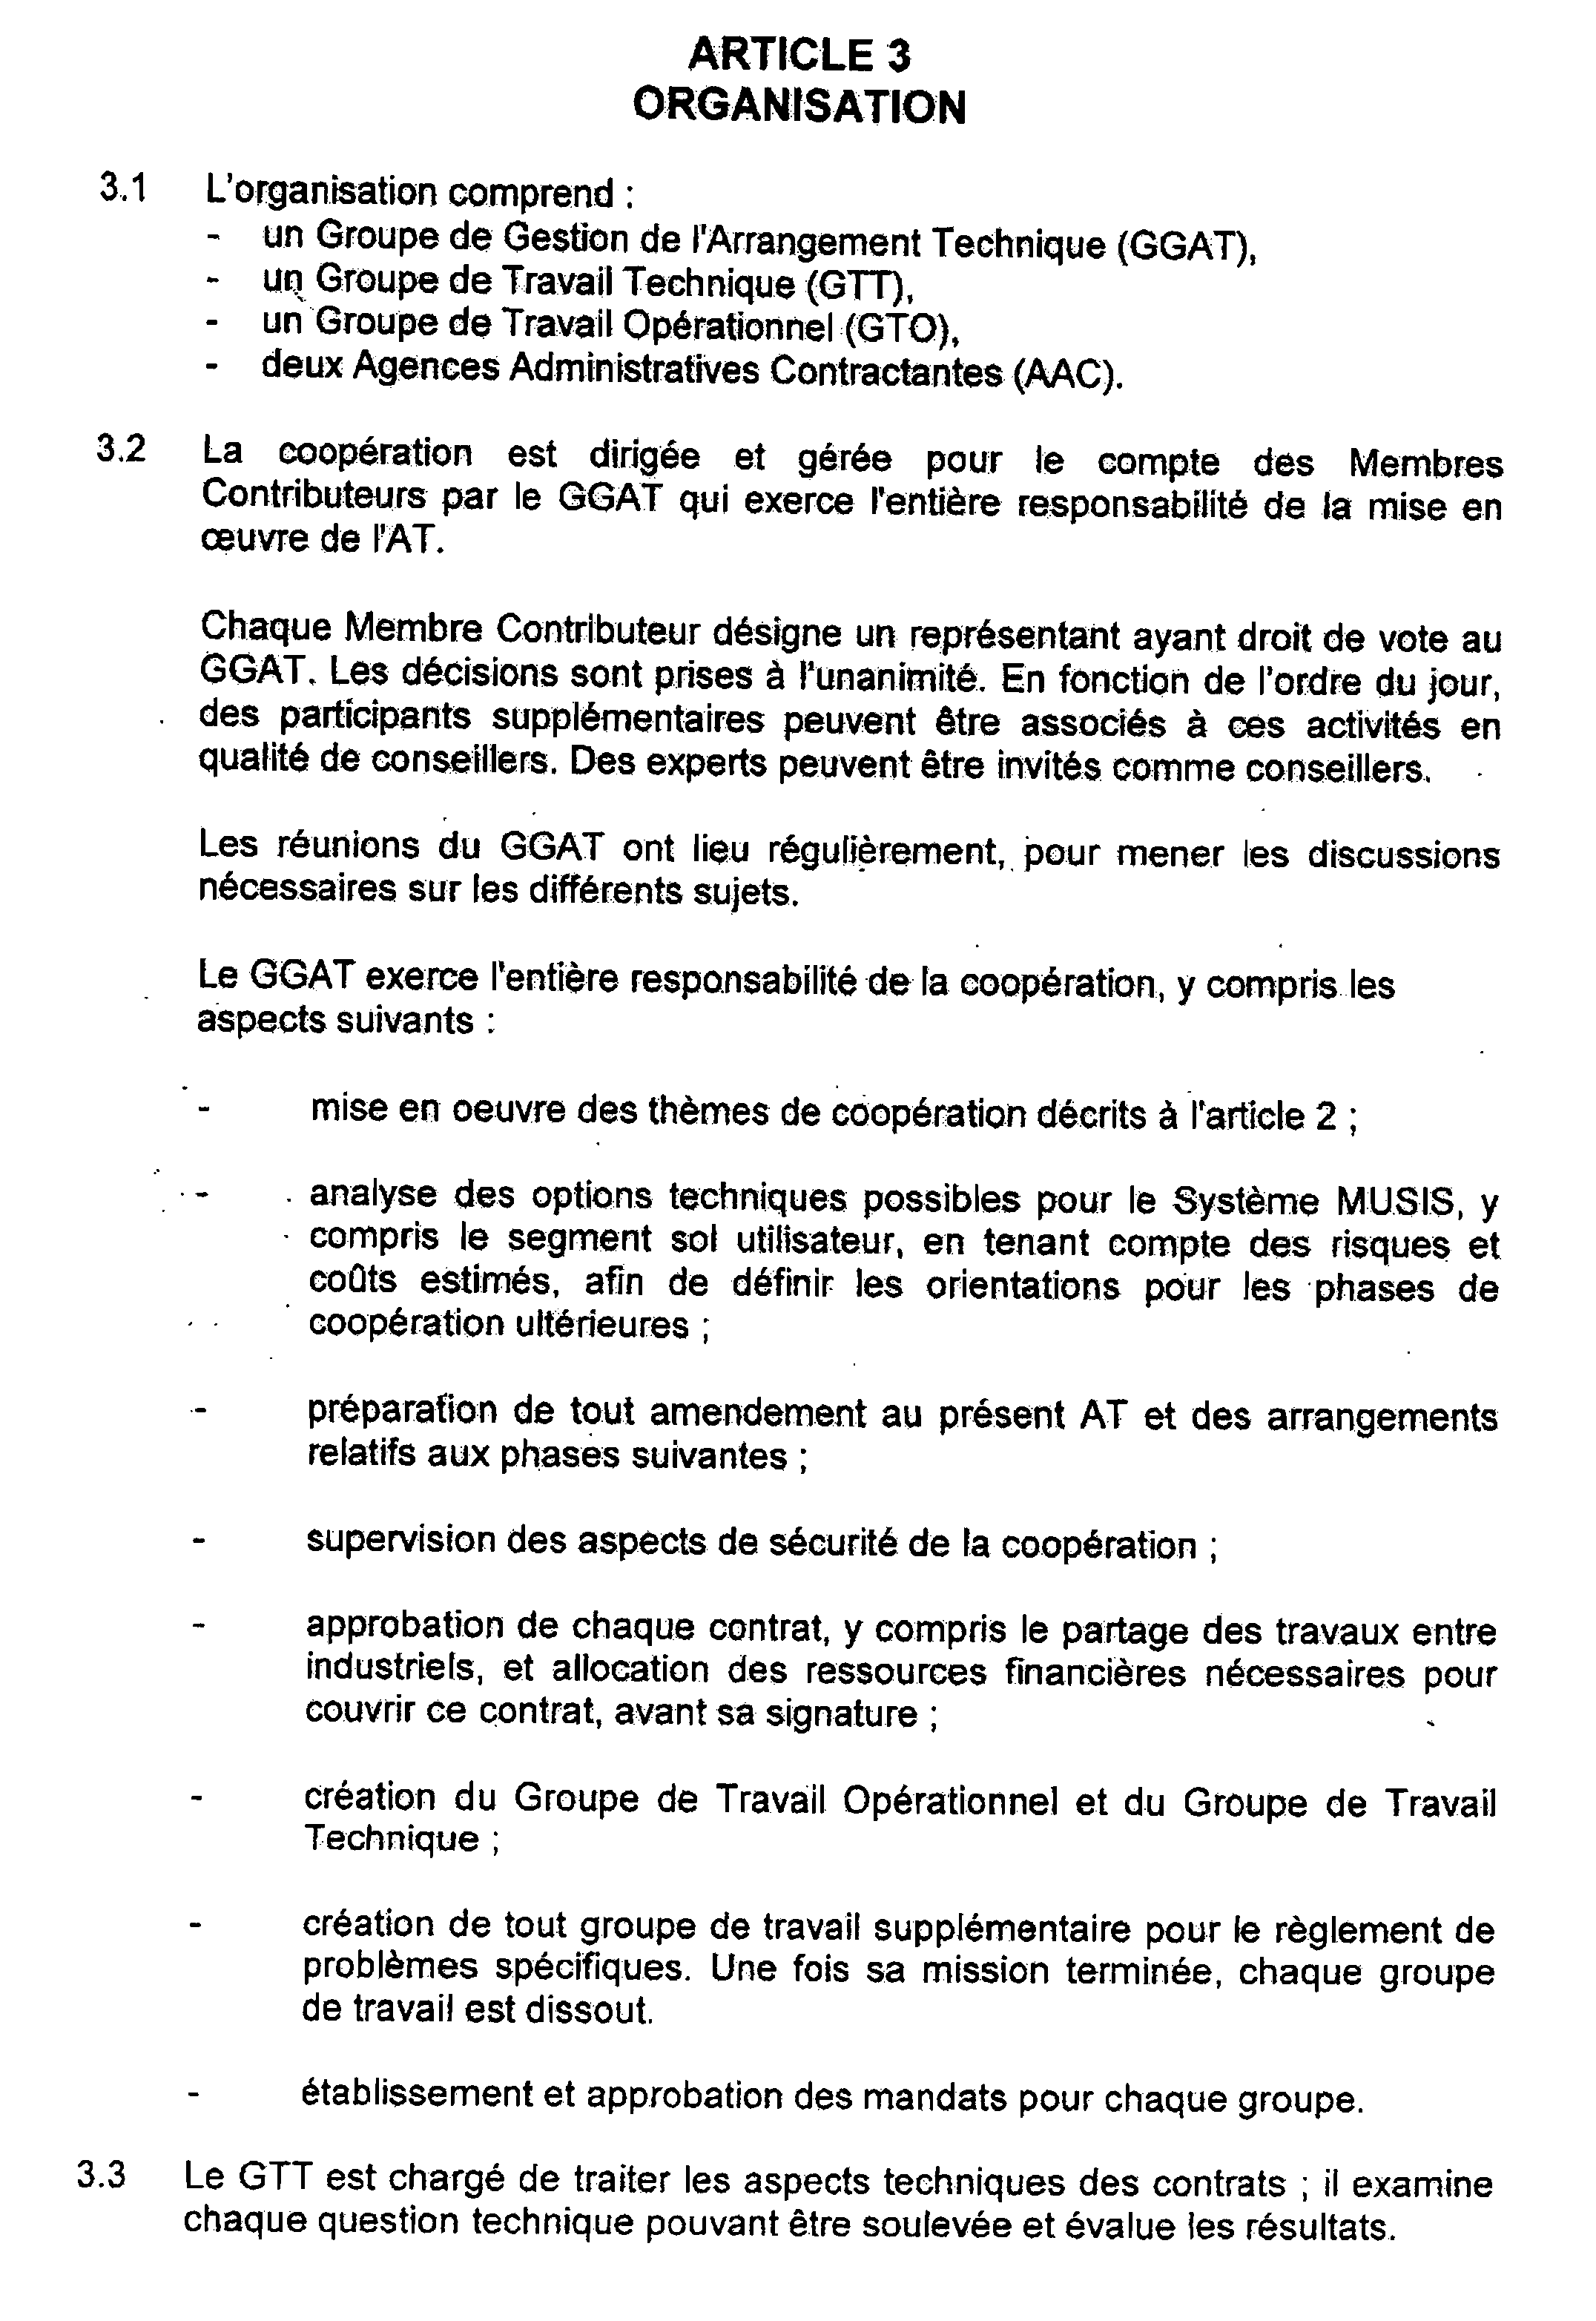 ARTICLE 3
ORGANISATION
3.1 L'organisation comprend :
- un Groupe de Gestion de l'Arrangement Technique (GGAT),
- un Groupe de Travail Technique (GTT),
- un Groupe de Travail Opérationnel (GTO),
- deux Agences Administratives Contractantes (AAC).
3.2 La coopération est dirigée et gérée pour le compte des Membres
Contributeurs par le GGAT qui exerce l'entière responsabilité de la mise en
œuvre de l'AT.
Chaque Membre Contributeur désigne un représentant ayant droit de vote au
GGAT. Les décisions sont prises à l'unanimité. En fonction de l'ordre du jour,
des participants supplémentaires peuvent être associés à ces activités en
qualité de conseillers. Des experts peuvent être invités comme conseillers.
Les réunions du GGAT ont lieu régulièrement, pour mener les discussions
nécessaires sur les différents sujets.
Le GGAT exerce l'entière responsabilité de la coopération, y compris les
aspects suivants :
- mise en oeuvre des thèmes de coopération décrits à l'article 2 ;
- analyse des options techniques possibles pour le Système MUSIS, y
compris le segment sol utilisateur, en tenant compte des risques et
coûts estimés, afin de définir les orientations pour les phases de
coopération ultérieures ;
- préparation de tout amendement au présent AT et des arrangements
relatifs aux phases suivantes ;
- supervision des aspects de sécurité de la coopération ;
- approbation de chaque contrat, y compris le partage des travaux entre
industriels, et allocation des ressources financières nécessaires pour
couvrir ce contrat, avant sa signature ;
- création du Groupe de Travail Opérationnel et du Groupe de Travail
Technique ;
- création de tout groupe de travail supplémentaire pour le règlement de
problèmes spécifiques. Une fois sa mission terminée, chaque groupe
de travail est dissout.
- établissement et approbation des mandats pour chaque groupe.
3.3 Le GTT est chargé de traiter les aspects techniques des contrats ; il examine
chaque question technique pouvant être soulevée et évalue les résultats.